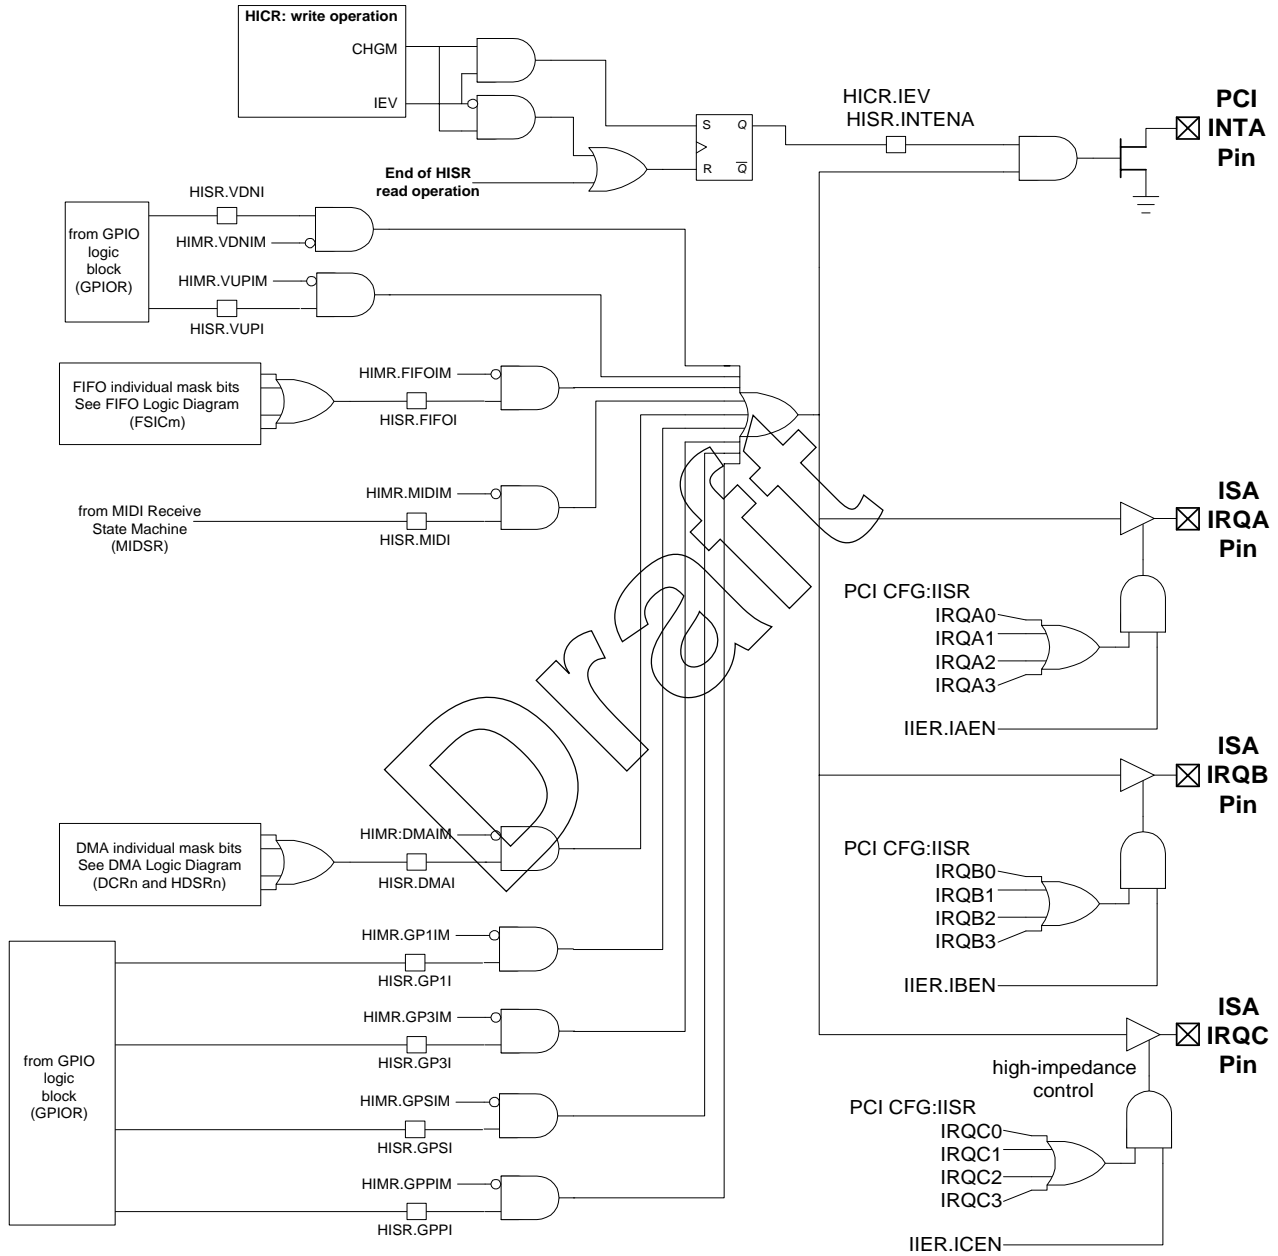 HICR: write operation
CHGM
IEV
S
Q
R
Q
End of HISR
read operation
HICR.IEV
HISR.INTENA
PCI
INTA
Pin
HISR.VDNI
from GPIO
logic
block
(GPIOR)
HIMR.VDNIM
HIMR.VUPIM
HISR.VUPI
FIFO individual mask bits
See FIFO Logic Diagram
(FSICm)
HIMR.FIFOIM
HISR.FIFOI
from MIDI Receive
State Machine
(MIDSR)
HIMR.MIDIM
HISR.MIDI
ISA
IRQA
Pin
PCI CFG:IISR
IRQA0
IRQA1
IRQA2
IRQA3
IIER.IAEN
Draft
ISA
IRQB
Pin
PCI CFG:IISR
IRQB0
IRQB1
IRQB2
IRQB3
IIER.IBEN
DMA individual mask bits
See DMA Logic Diagram
(DCRn and HDSRn)
HIMR:DMAIM
HISR.DMAI
from GPIO
logic
block
(GPIOR)
HIMR.GP1IM
HISR.GP1I
HIMR.GP3IM
HISR.GP3I
HIMR.GPSIM
HISR.GPSI
HIMR.GPPIM
HISR.GPPI
ISA
IRQC
Pin
high-impedance
control
PCI CFG:IISR
IRQC0
IRQC1
IRQC2
IRQC3
IIER.ICEN